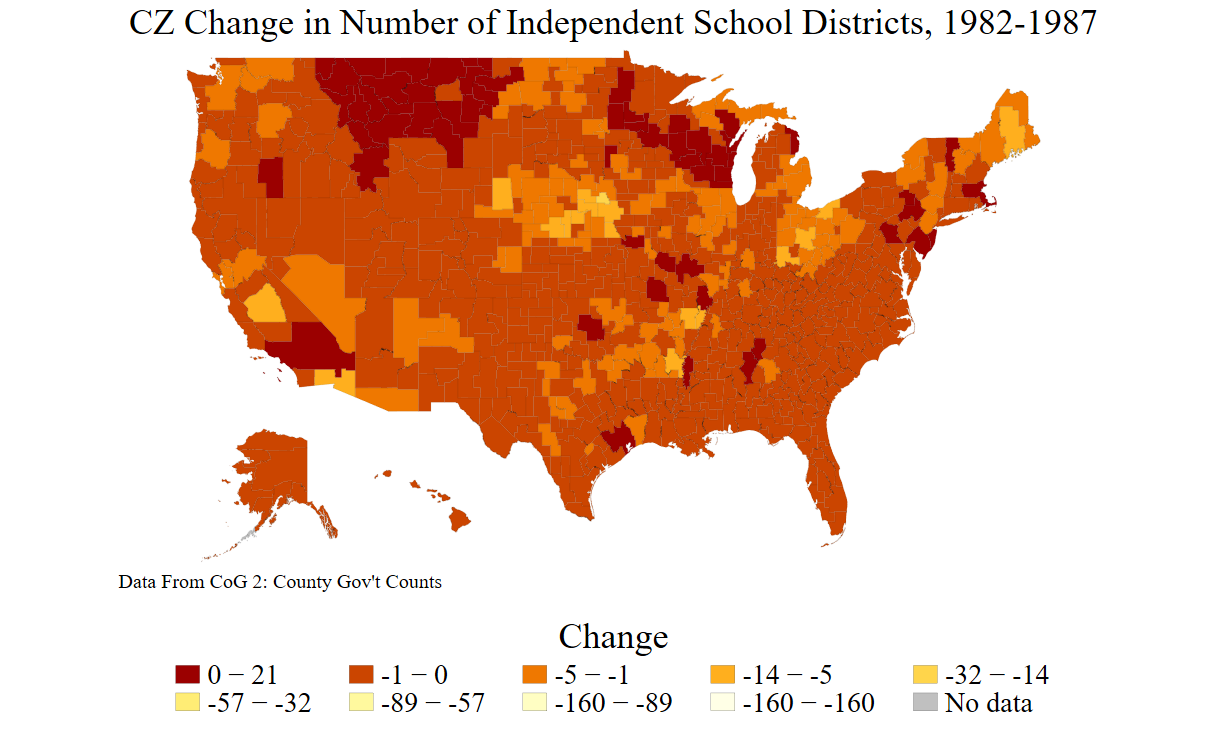 CZ Change in Number of Independent School Districts, 1982-1987
Data From CoG 2: County Gov't Counts
Change
0 − 21
-1 − 0
-5 − -1
-14 − -5
-32 − -14
-57 − -32
-89 − -57
-160 − -89
-160 − -160
No data